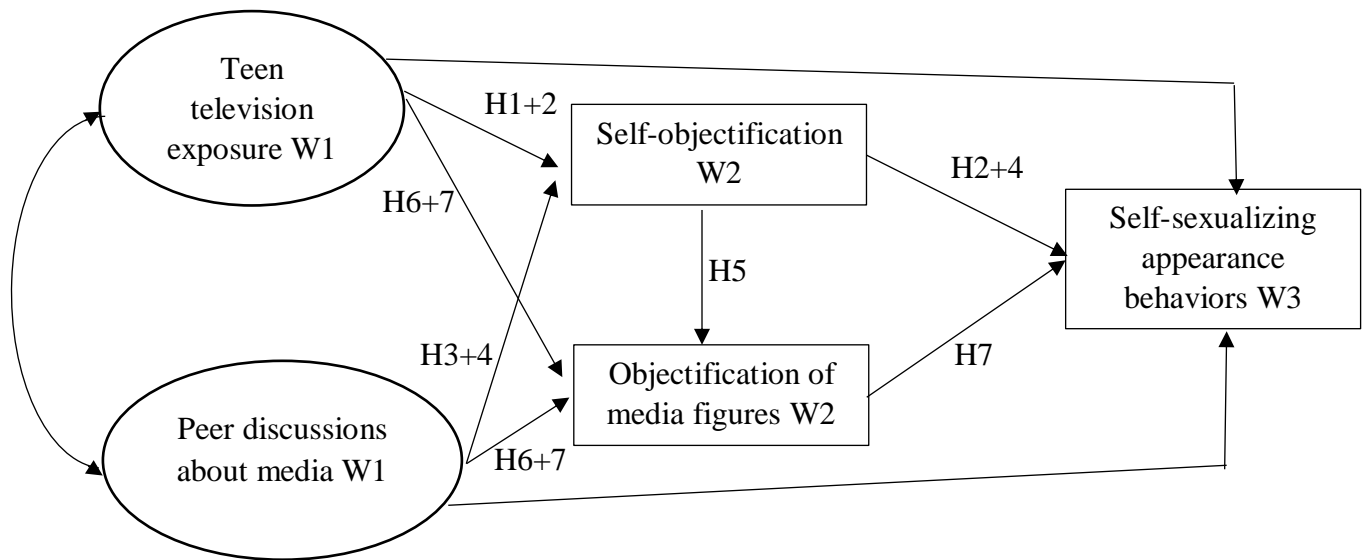 Teen
television
exposure W1
H1+2
Self-objectification
W2
H2+4
H6+7
Self-sexualizing
appearance
behaviors W3
H5
H3+4
Objectification of
media figures W2
H7
Peer discussions
about media W1
H6+7